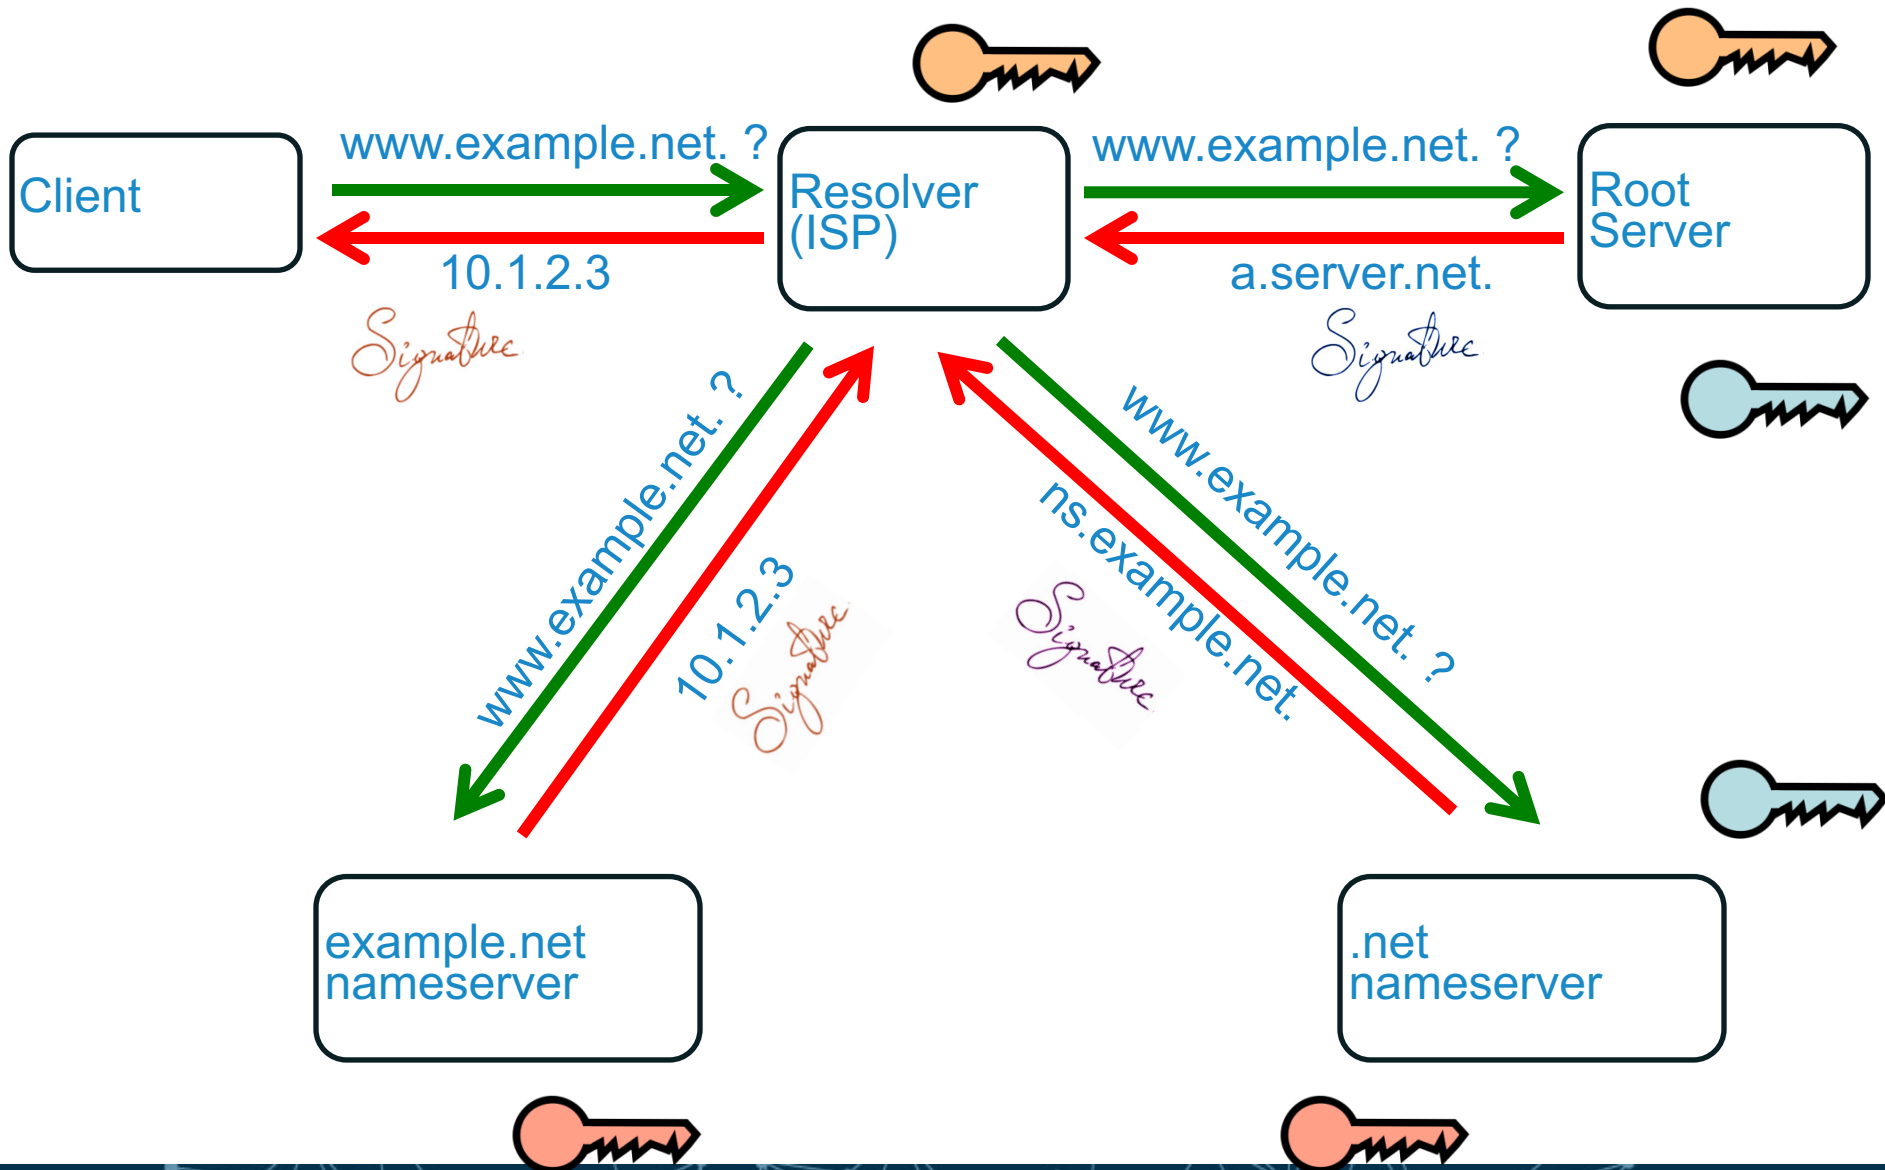 www.example.net. ?
www.example.net. ?
Client
Resolver
(ISP)
Root
Server
10.1.2.3
a.server.net.
Signature
Signature
www.example.net. ?
10.1.2.3
Signature
www.example.net. ?
ns.example.net.
Signature
example.net
nameserver
.net
nameserver